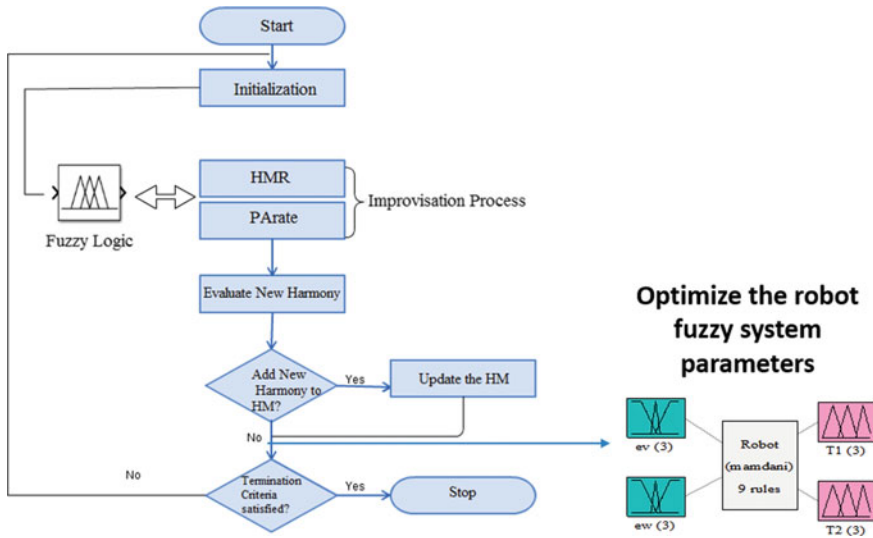 Start
Initialization
HMR
PArate
Improvisation Process
Fuzzy Logic
Evaluate New Harmony
Add New
Harmony to
HM?
Yes
Update the HM
No
Termination
Criteria
satisfied?
No
Yes
Stop
Optimize the robot
fuzzy system
parameters
ev (3)
ew (3)
Robot
(mamdani)
9 rules
T1 (3)
T2 (3)